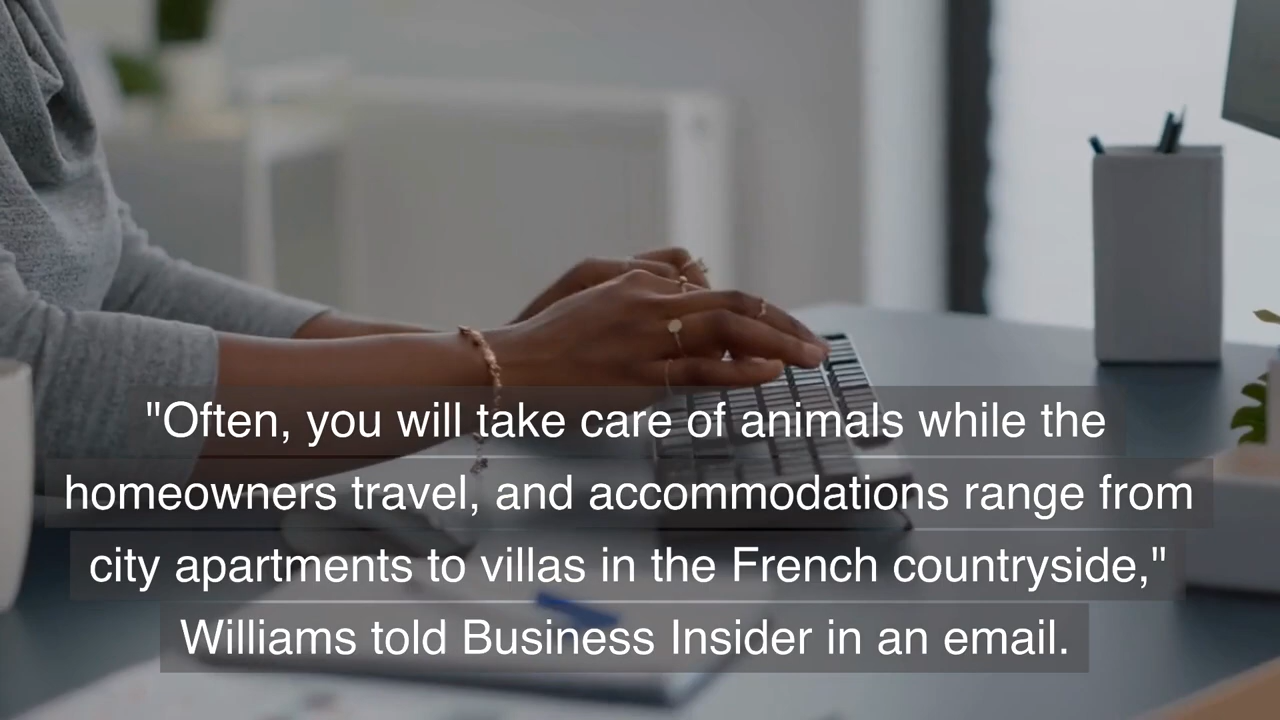 "Often, you will take care of animals while the
homeowners travel, and accommodations range from
city apartments to villas in the French countryside,"
Williams told Business Insider in an email.